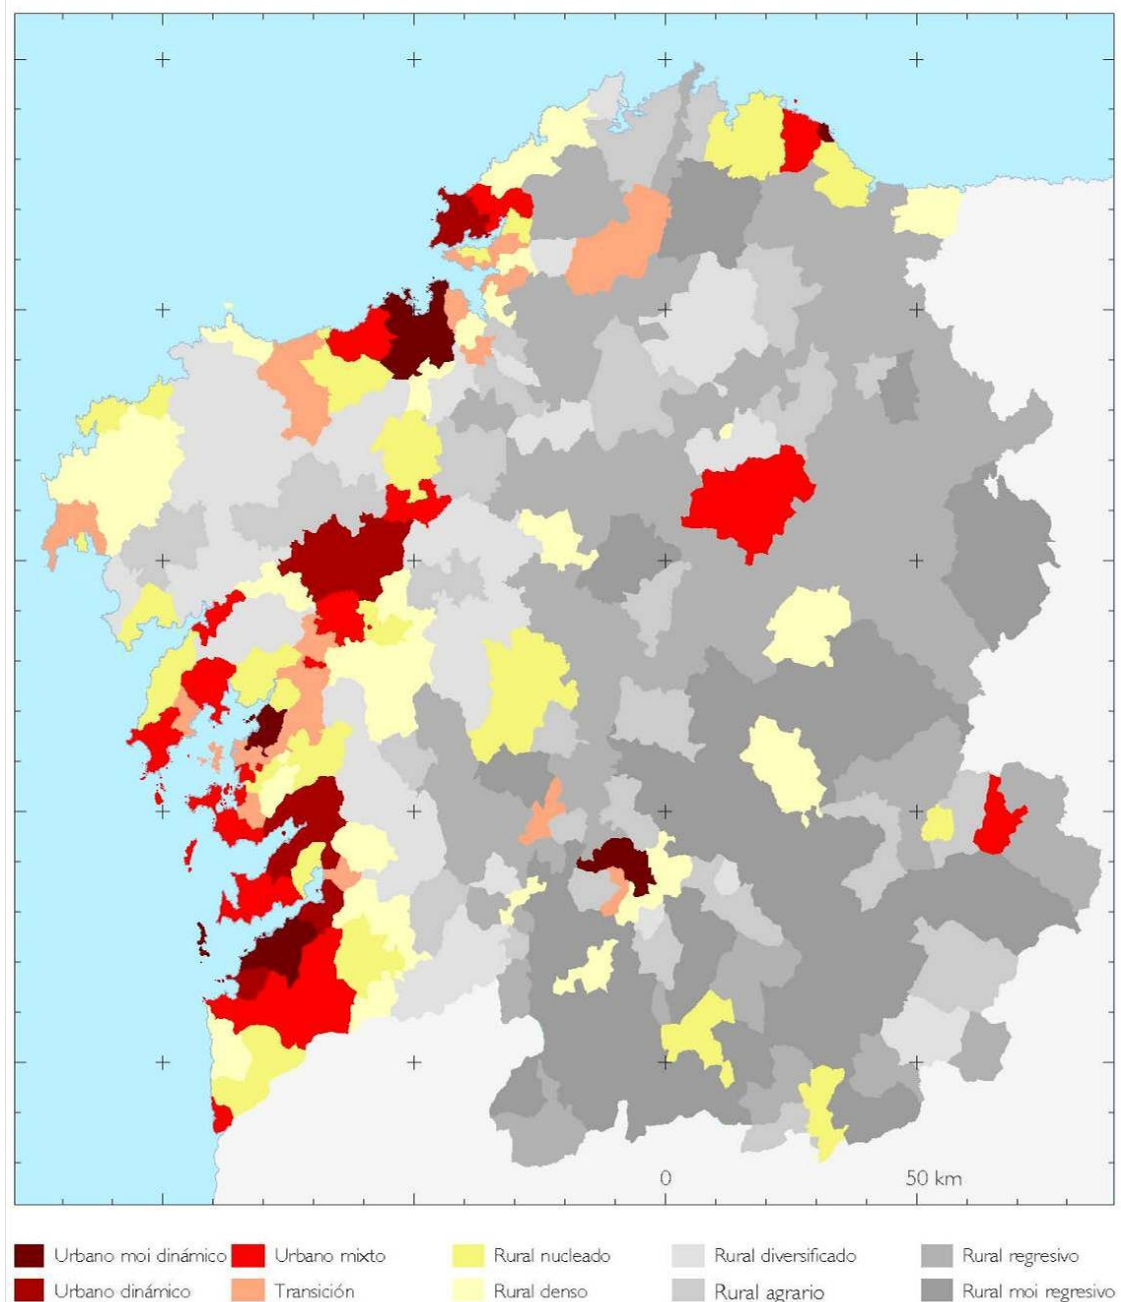 0 50 km
Urbano moi dinámico Urbano mixto Rural nucleado Rural diversificado Rural regresivo
Urbano dinámico Transición Rural denso Rural agrario Rural moi regresivo